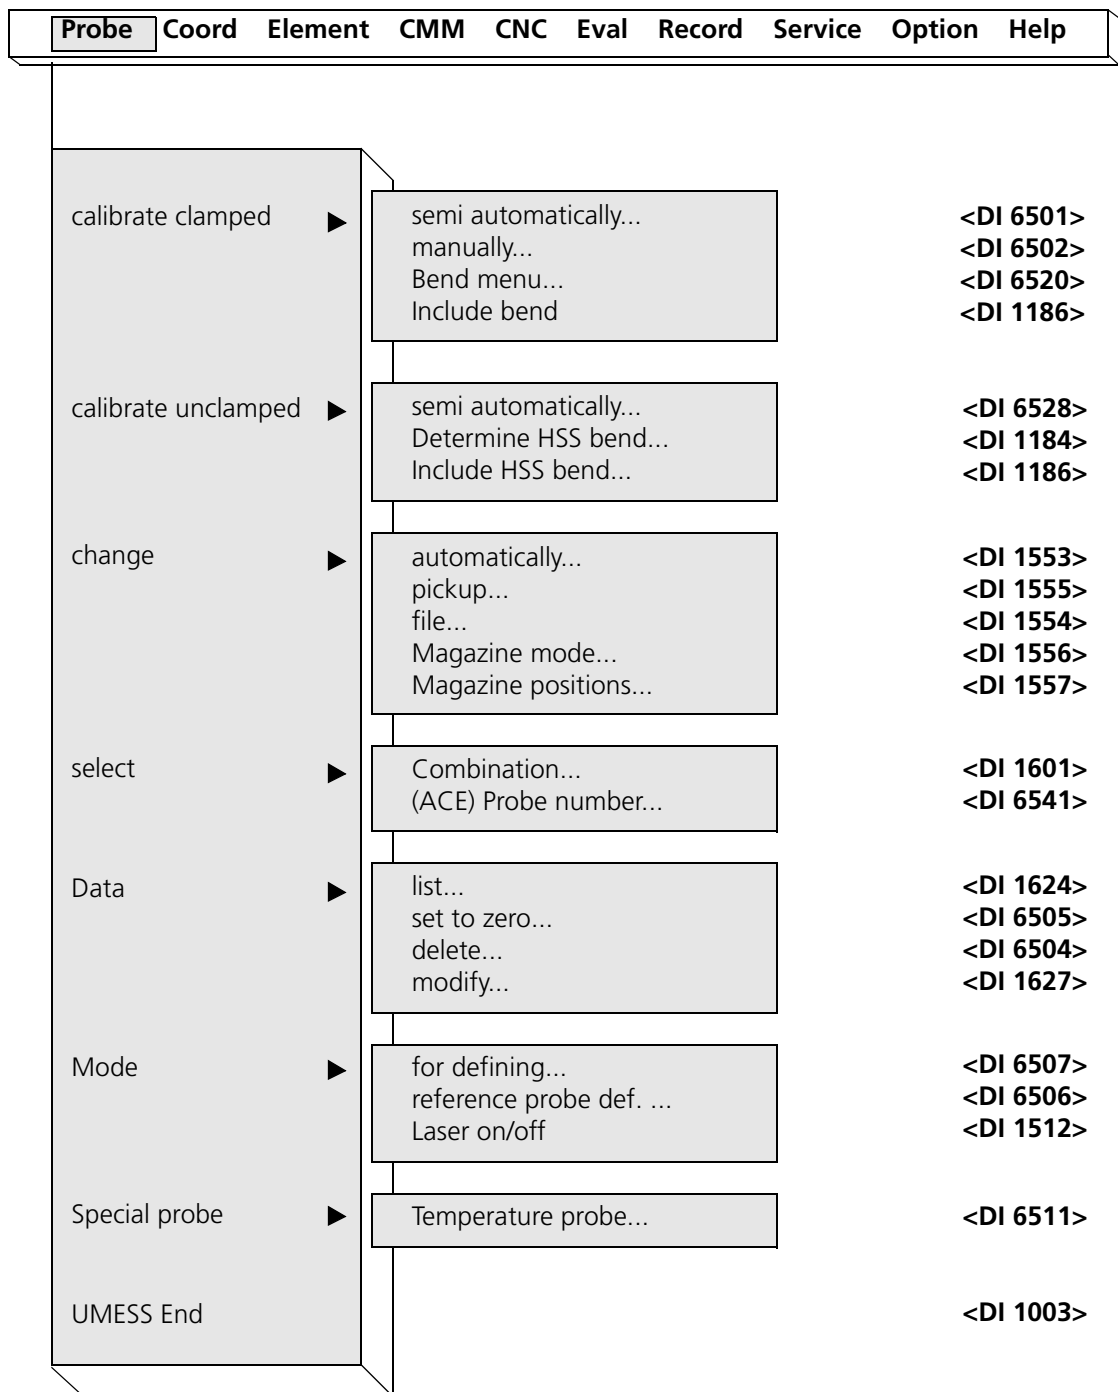 Probe Coord Element CMM CNC Eval Record Service Option Help
calibrate clamped ▶ semi automatically... <DI 6501>
manually... <DI 6502>
Bend menu... <DI 6520>
Include bend <DI 1186>
calibrate unclamped ▶ semi automatically... <DI 6528>
Determine HSS bend... <DI 1184>
Include HSS bend... <DI 1186>
change ▶ automatically... <DI 1553>
pickup... <DI 1555>
file... <DI 1554>
Magazine mode... <DI 1556>
Magazine positions... <DI 1557>
select ▶ Combination... <DI 1601>
(ACE) Probe number... <DI 6541>
Data ▶ list... <DI 1624>
set to zero... <DI 6505>
delete... <DI 6504>
modify... <DI 1627>
Mode ▶ for defining... <DI 6507>
reference probe def. ... <DI 6506>
Laser on/off <DI 1512>
Special probe ▶ Temperature probe... <DI 6511>
UMESS End <DI 1003>